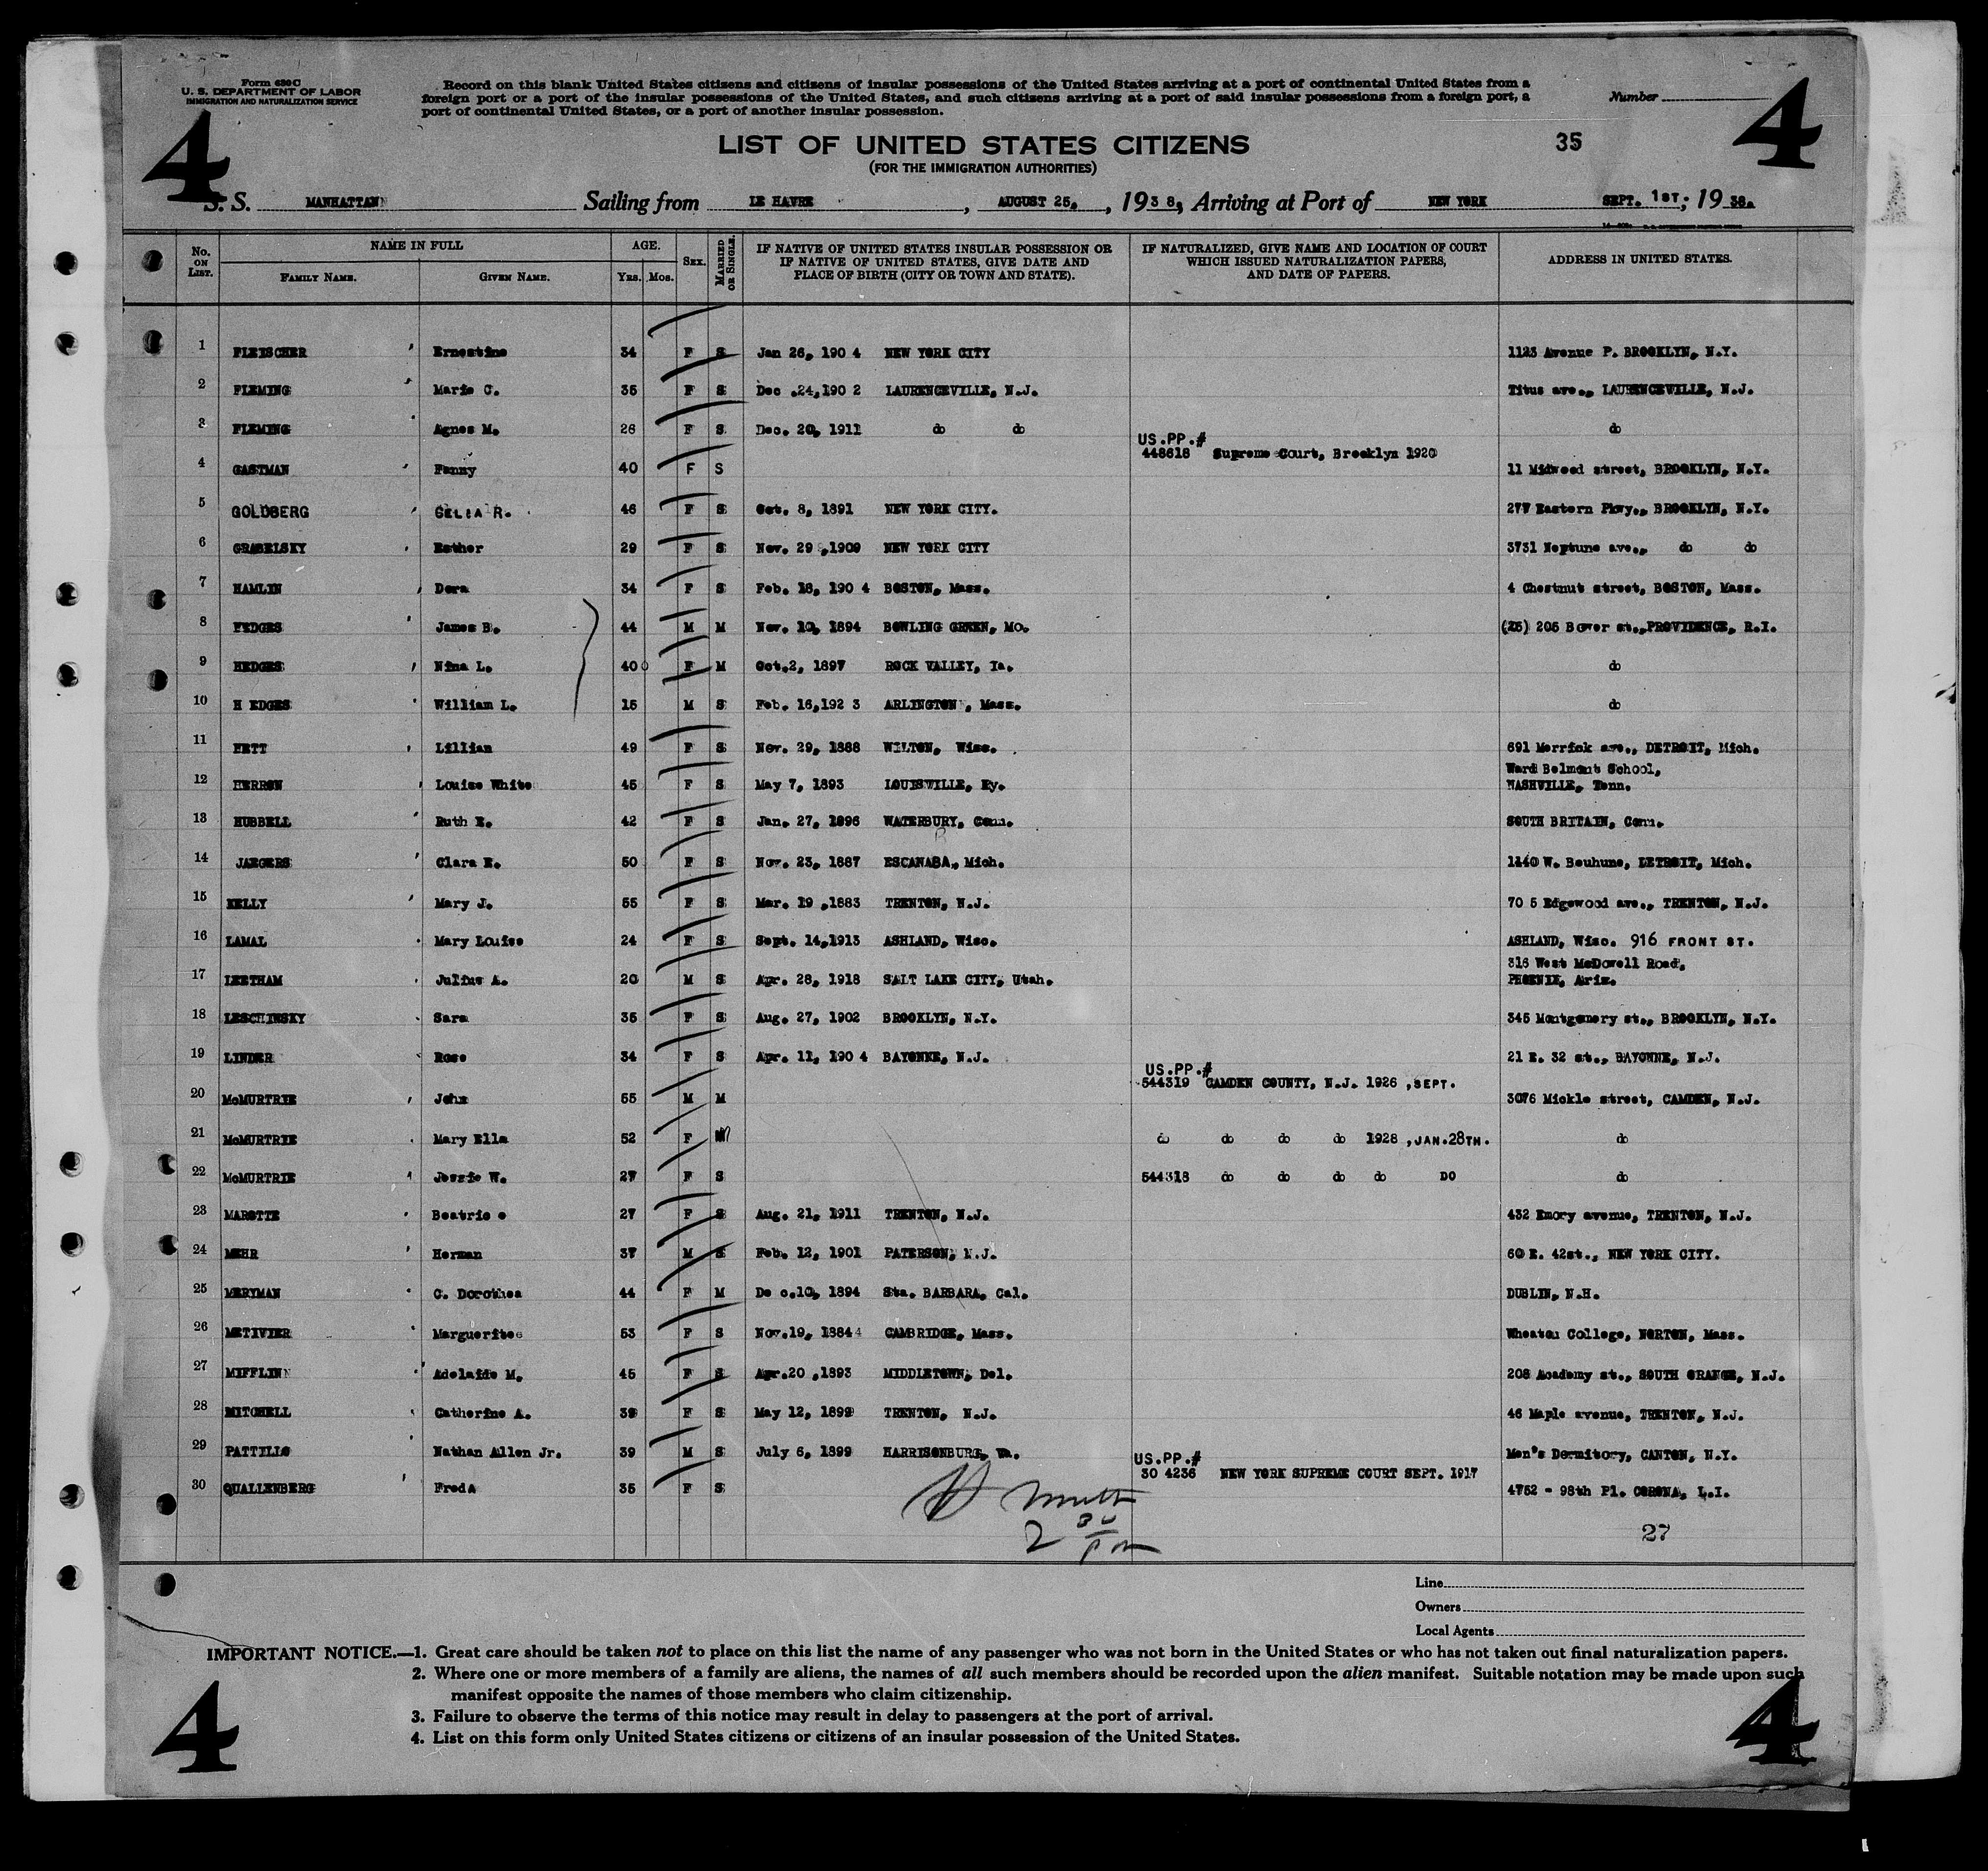 Form 630 C
U. S. DEPARTMENT OF LABOR
IMMIGRATION AND NATURALIZATION SERVICE
Record on this blank United States citizens and citizens of insular possessions of the United States arriving at a port of continental United States from a
foreign port or a port of the insular possessions of the United States, and such citizens arriving at a port of said insular possessions from a foreign port, a
port of continental United States, or a port of another insular possession.
Number
4
4
LIST OF UNITED STATES CITIZENS
35
(FOR THE IMMIGRATION AUTHORITIES)
S. S. MANHATTAN Sailing from LE HAVRE, AUGUST 25, 1938, Arriving at Port of NEW YORK SEPT. 1ST; 1938.
No. ON LIST. NAME IN FULL AGE. SEX. MARRIED OR SINGLE. IF NATIVE OF UNITED STATES INSULAR POSSESSION OR IF NATIVE OF UNITED STATES, GIVE DATE AND PLACE OF BIRTH (CITY OR TOWN AND STATE). IF NATURALIZED, GIVE NAME AND LOCATION OF COURT WHICH ISSUED NATURALIZATION PAPERS, AND DATE OF PAPERS. ADDRESS IN UNITED STATES.
FAMILY NAME. GIVEN NAME. YRS. MOS.
1 FLEISCHER Ernestine 34 F S Jan 26, 190 4 NEW YORK CITY 1123 Avenue P. BROOKLYN, N.Y.
2 FLEMING Marie C. 35 F S Dec .24,190 2 LAURENCEVILLE, N.J. Titus ave., LAURENCEVILLE, N.J.
3 FLEMING Agnes M. 26 F S Dec. 20, 1911 do do do
US.PP.#
448618 Supreme Court, Brooklyn 1920
4 GASTMAN Fanny 40 F S 11 Midwood street, BROOKLYN, N.Y.
5 GOLDBERG CELIA R. 46 F S Oct. 8, 1891 NEW YORK CITY. 277 Eastern Pkwy., BROOKLYN, N.Y.
6 GRABELSKY Esther 29 F S Nov. 29 ,1909 NEW YORK CITY 3731 Neptune ave., do do
7 HAMLYN Dora 34 F S Feb. 18, 190 4 BOSTON, Mass. 4 Chestnut street, BOSTON, Mass.
8 HEDGES James B. 44 M M Nov. 10, 1894 BOWLING GREEN, Mo. (25) 205 Bower st.,PROVIDENCE, R.I.
9 HEDGES Nina L. 40 F M Oct.2, 1897 ROCK VALLEY, Ia. do
10 H EDGES William L. 15 M S Feb. 16,192 3 ARLINGTON, Mass. do
11 HETT Lillian 49 F S Nov. 29, 1888 WILTON, Wisc. 691 Merrick ave., DETROIT, Mich.
Ward Belmont School,
12 HERRON Louise White 45 F S May 7, 1893 LOUISVILLE, Ky. NASHVILLE, Tenn.
13 HUBBELL Ruth E. 42 F S Jan. 27, 1896 WATERBURY, Conn. SOUTH BRITAIN, Conn.
14 JAEGERS Clara E. 50 F S Nov. 23, 1887 ESCANABA, Mich. 1140 W. Beuhune, DETROIT, Mich.
15 KELLY Mary J. 55 F S Mar. 19 ,1883 TRENTON, N.J. 70 5 Edgewood ave., TRENTON, N.J.
16 LAMAL Mary Louise 24 F S Sept. 14,1913 ASHLAND, Wisc. ASHLAND, Wisc. 916 FRONT ST.
316 West McDowell Road,
17 LEETHAM Julius A. 20 M S Apr. 28, 1918 SALT LAKE CITY, Utah. PHOENIX, Ariz.
18 LESCHINSKY Sara 35 F S Aug. 27, 1902 BROOKLYN, N.Y. 345 Montgomery st., BROOKLYN, N.Y.
19 LINDER Rose 34 F S Apr. 11, 190 4 BAYONNE, N.J. 21 E. 32 st., BAYONNE, N.J.
US.PP.#
544319 CAMDEN COUNTY, N.J. 1926 ,SEPT.
20 McMURTRIE John 55 M M 3076 Mickle street, CAMDEN, N.J.
21 McMURTRIE Mary Ella 52 F M do do do do 1928 ,JAN.28TH. do
22 McMURTRIE Jessie W. 27 F S 544318 do do do do DO do
23 MAROTTE Beatric e 27 F S Aug. 21, 1911 TRENTON, N.J. 432 Emory avenue, TRENTON, N.J.
24 MEHR Herman 37 M S Feb. 12, 1901 PATERSON, N.J. 60 E. 42st., NEW YORK CITY.
25 MERYMAN C. Dorothea 44 F M De c.10, 1894 Sta. BARBARA, Cal. DUBLIN, N.H.
26 METIVIER Marguerite 53 F S Nov.19, 1884 CAMBRIDGE, Mass. Wheaton College, NORTON, Mass.
27 MIFFLIN Adelaide M. 45 F S Apr.20 ,1893 MIDDLETOWN, Del. 208 Academy st., SOUTH ORANGE, N.J.
28 MITCHELL Catherine A. 39 F S May 12, 1899 TRENTON, N.J. 46 Maple avenue, TRENTON, N.J.
29 PATTILLO Nathan Allen Jr. 39 M S July 6, 1899 HARRISONBURG, Va. Men's Dormitory, CANTON, N.Y.
US.PP.#
30 4236 NEW YORK SUPREME COURT SEPT. 1917
30 QUALLENBERG FredA 35 F S 4752 - 98th Pl. CORONA, L.I.
2 30 pm
27
Line
Owners
Local Agents
IMPORTANT NOTICE.—1. Great care should be taken not to place on this list the name of any passenger who was not born in the United States or who has not taken out final naturalization papers.
2. Where one or more members of a family are aliens, the names of all such members should be recorded upon the alien manifest. Suitable notation may be made upon such
manifest opposite the names of those members who claim citizenship.
3. Failure to observe the terms of this notice may result in delay to passengers at the port of arrival.
4. List on this form only United States citizens or citizens of an insular possession of the United States.
4
4